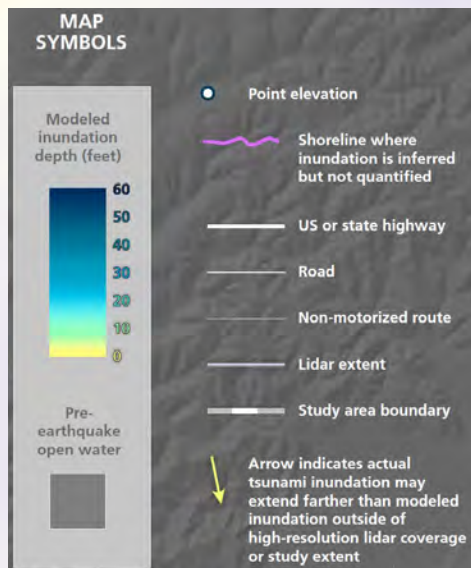 MAP
SYMBOLS
Modeled
inundation
depth (feet)
60
50
40
30
20
10
0
Pre-
earthquake
open water
Point elevation
Shoreline where
inundation is inferred
but not quantified
US or state highway
Road
Non-motorized route
Lidar extent
Study area boundary
Arrow indicates actual
tsunami inundation may
extend farther than modeled
inundation outside of
high-resolution lidar coverage
or study extent